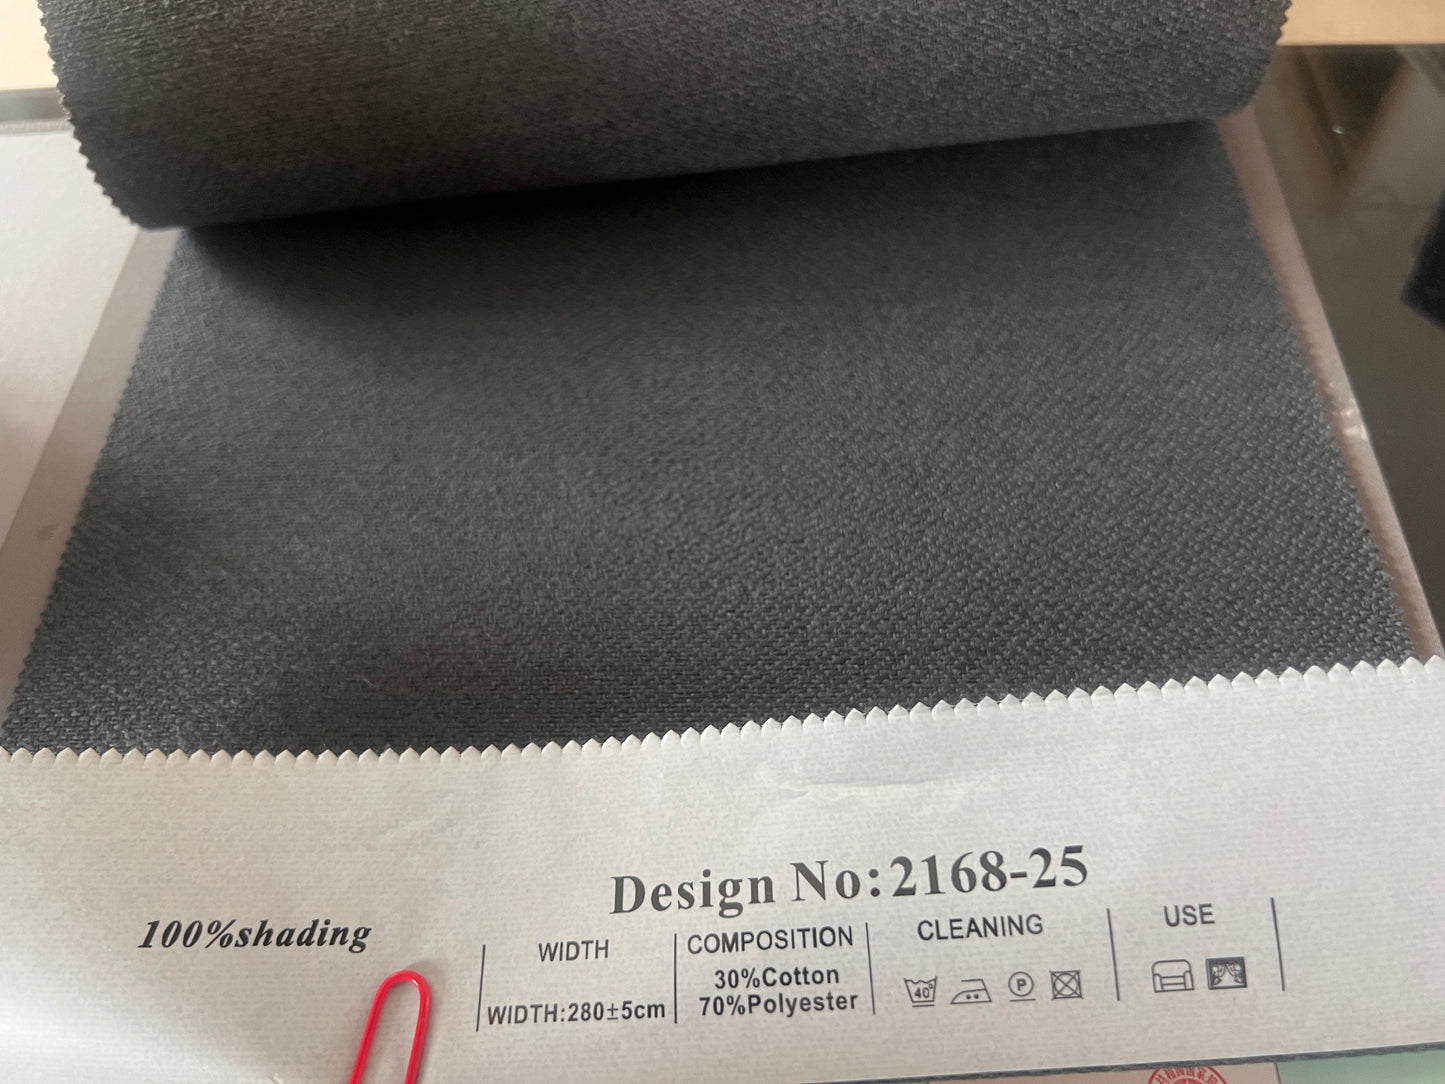 Design No:2168-25
100%shading
WIDTH
WIDTH:280±5cm
COMPOSITION
30%Cotton
70%Polyester
CLEANING
40°
P
USE